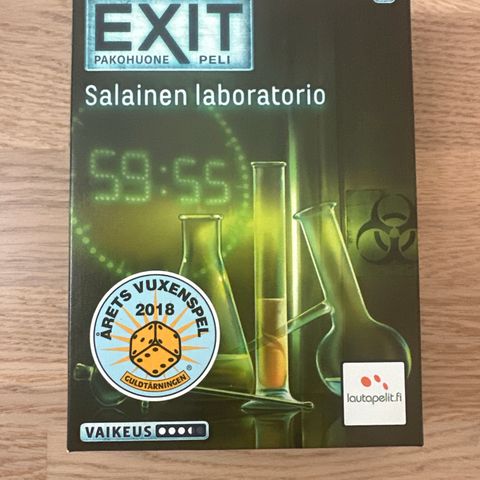 EXIT
PAKOHUONE PELI
Salainen laboratorio
59:55
ÅRETS VUXENSPEL
2018
GULDTÄRNINGEN
®
lautapelit.fi
VAIKEUS